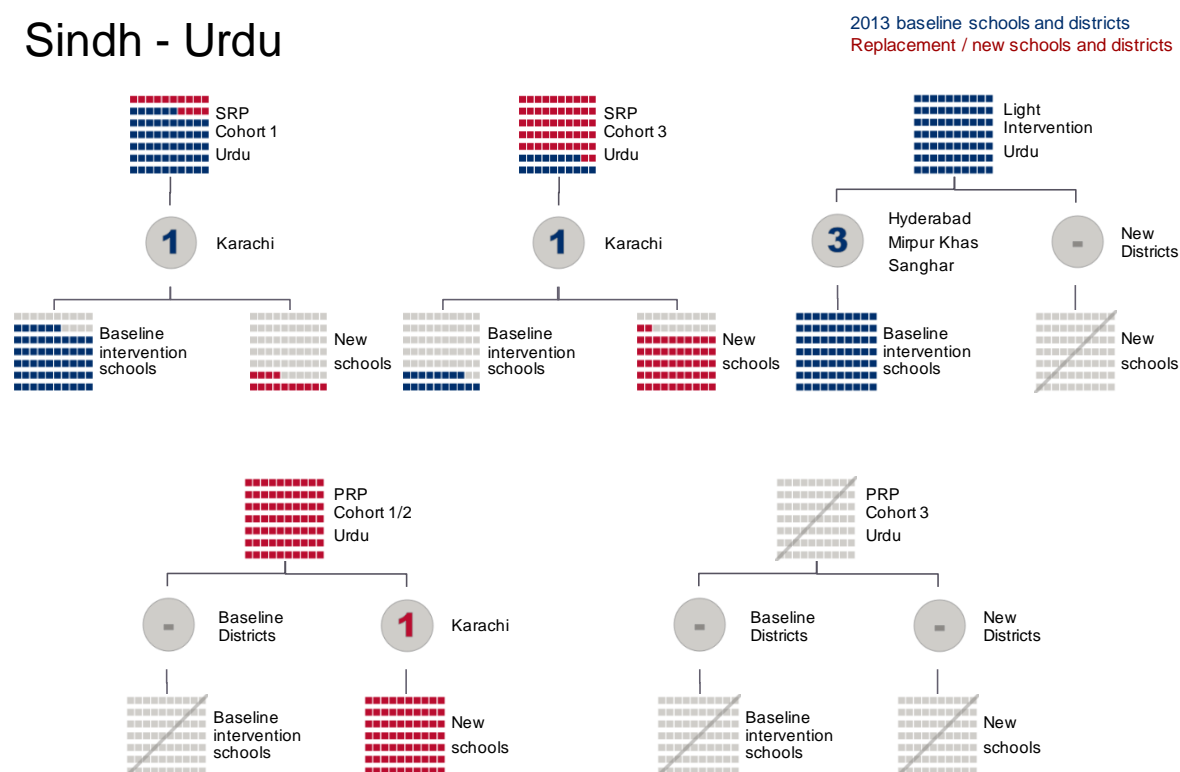 Sindh - Urdu
2013 baseline schools and districts
Replacement / new schools and districts
SRP
Cohort 1
Urdu
SRP
Cohort 3
Urdu
Light
Intervention
Urdu
1
Karachi
1
Karachi
3
Hyderabad
Mirpur Khas
Sanghar
-
New
Districts
Baseline
intervention
schools
New
schools
Baseline
intervention
schools
New
schools
Baseline
intervention
schools
New
schools
PRP
Cohort 1/2
Urdu
PRP
Cohort 3
Urdu
-
Baseline
Districts
1
Karachi
-
Baseline
Districts
-
New
Districts
Baseline
intervention
schools
New
schools
Baseline
intervention
schools
New
schools